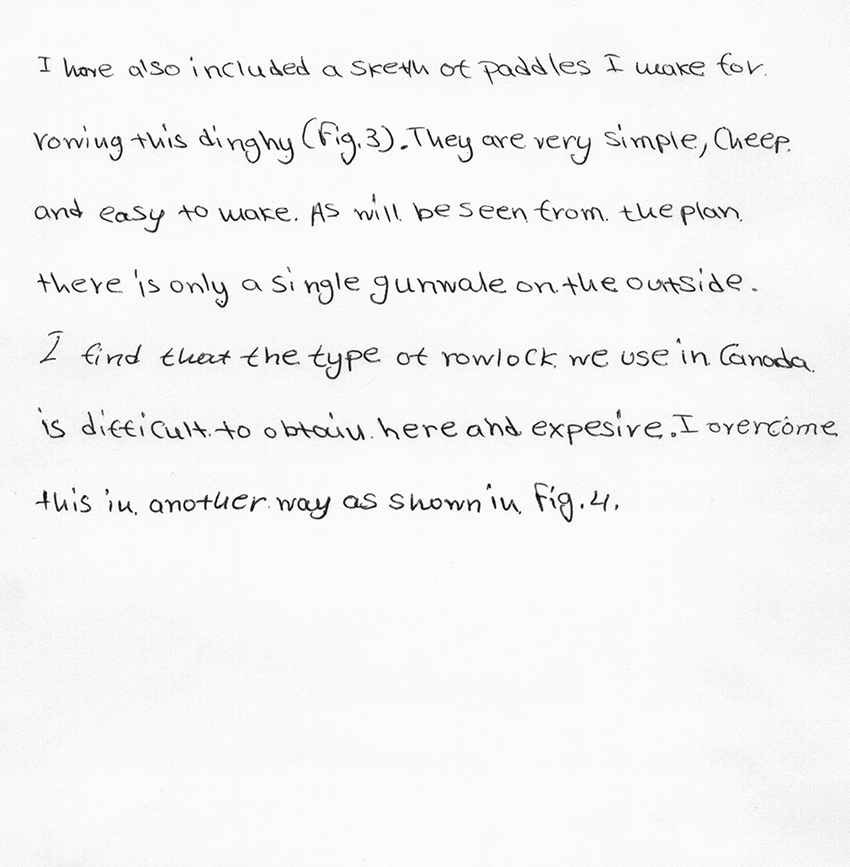 I have also included a sketh of paddles I make for
rowing this dinghy (Fig. 3). They are very simple, Cheep
and easy to make. As will be seen from the plan
there is only a single gunwale on the outside.
I find that the type of rowlock we use in Canada
is difficult to obtain here and expesive. I overcome
this in another way as shown in Fig. 4.